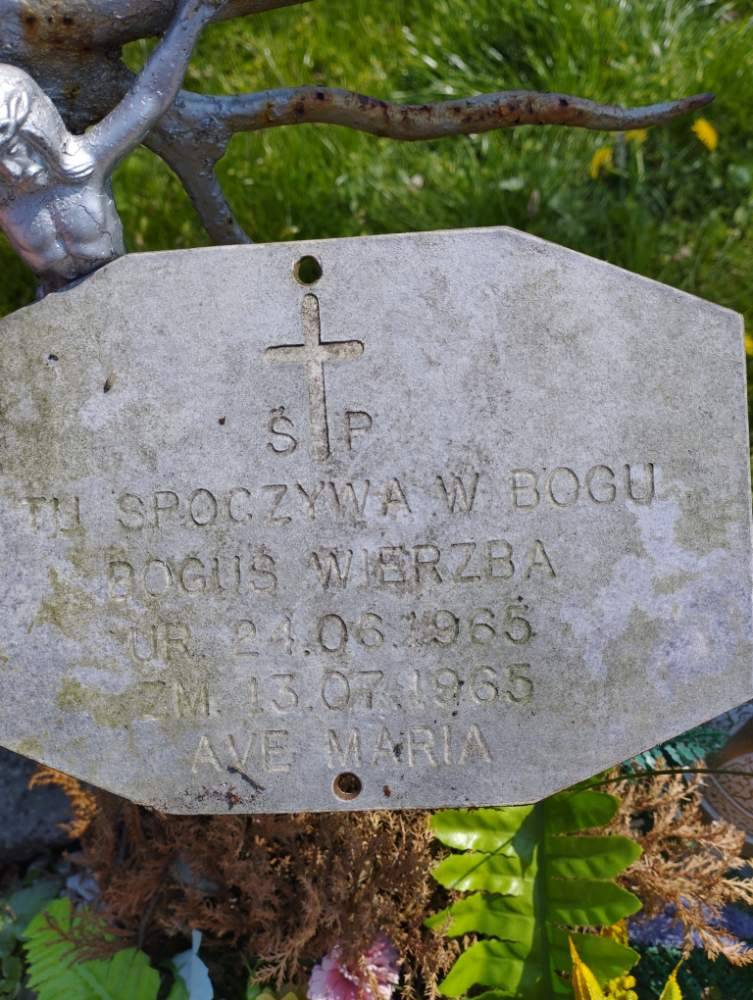 Ś P
TU SPOCZYWA W BOGU
BOGUŚ WIERZBA
UR. 24.06.1965
ZM. 13.07.1965
AVE MARIA